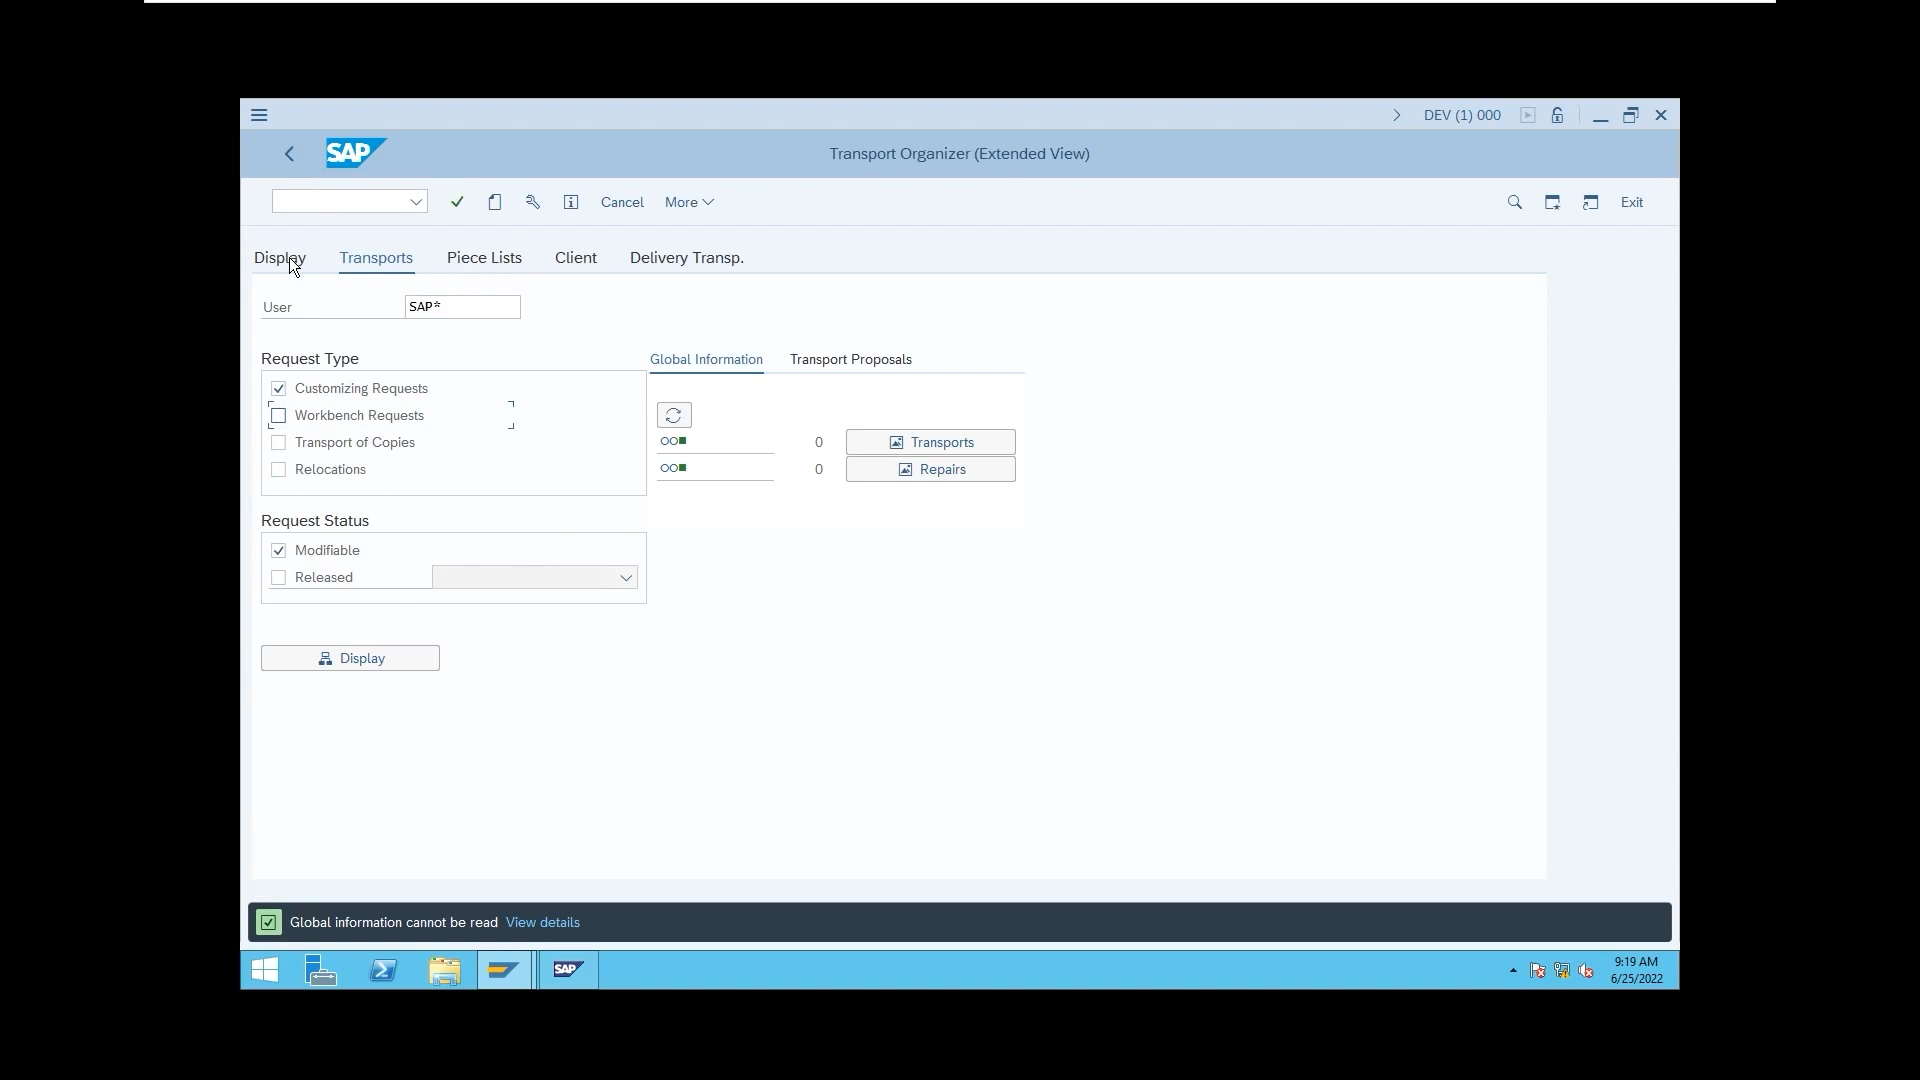 DEV (1) 000
SAP
Transport Organizer (Extended View)
Cancel More Exit
Display Transports Piece Lists Client Delivery Transp.
User SAP*
Request Type
Customizing Requests
Workbench Requests
Transport of Copies
Relocations
Global Information Transport Proposals
0 Transports
0 Repairs
Request Status
Modifiable
Released
Display
Global information cannot be read View details
SAP
9:19 AM
6/25/2022